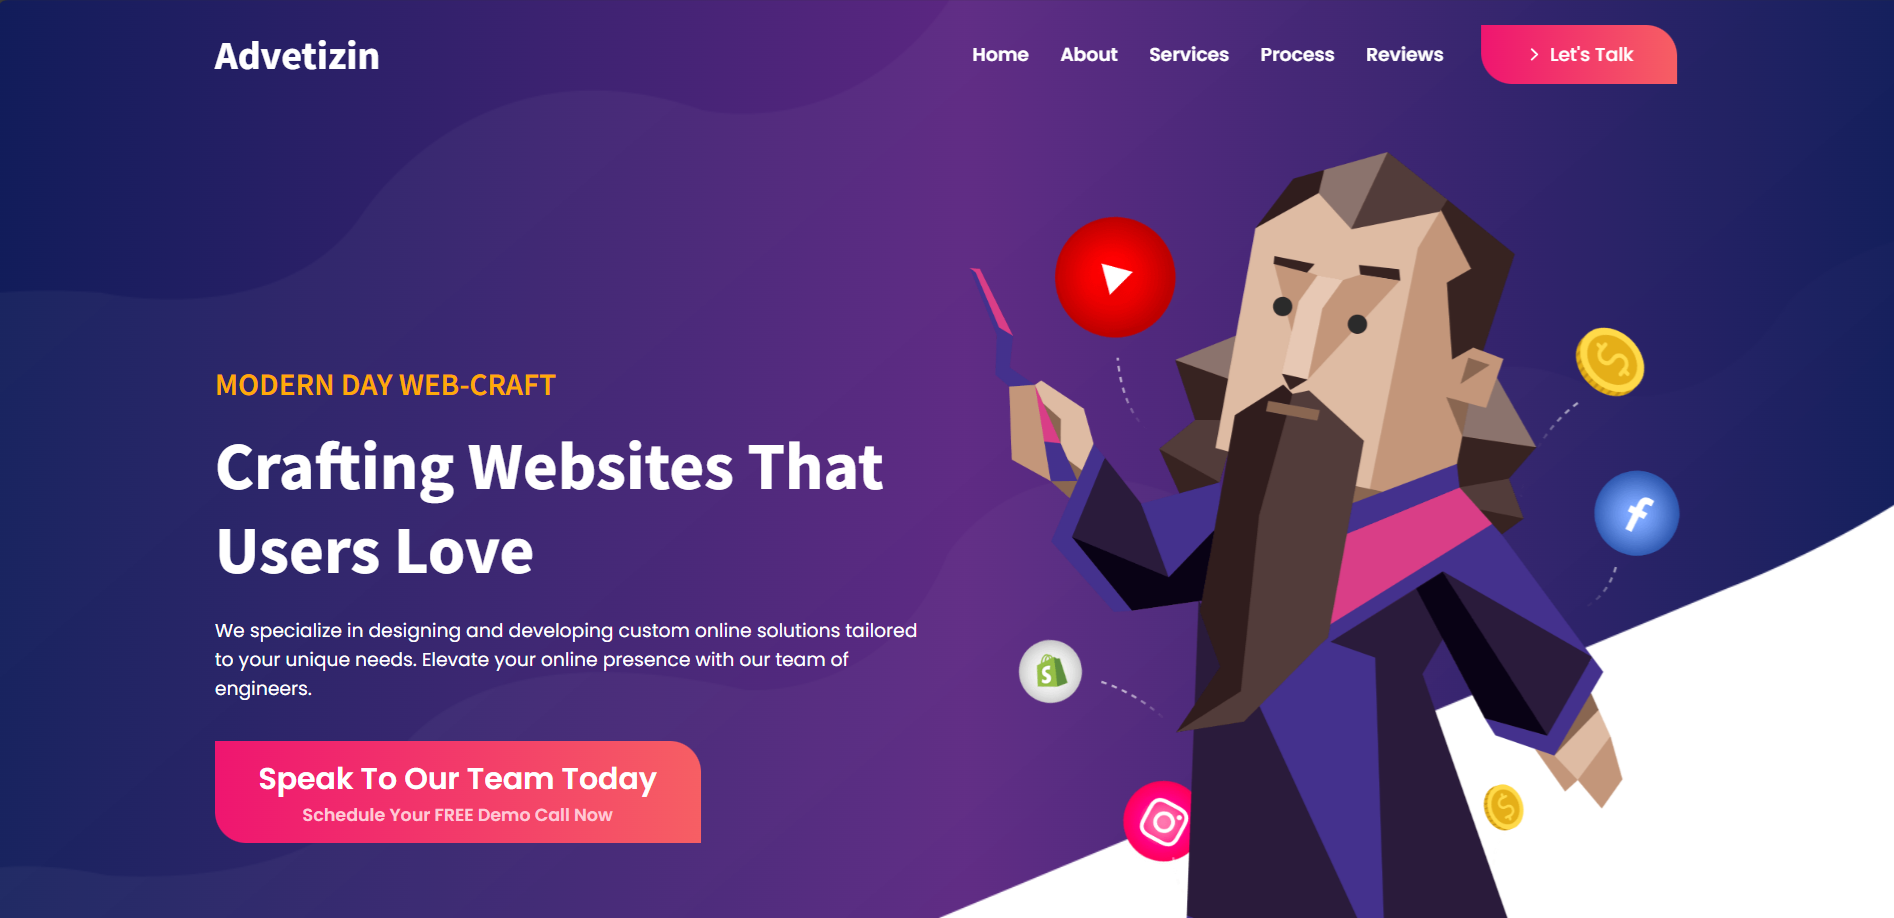 Advetizin
Home About Services Process Reviews Let's Talk
MODERN DAY WEB-CRAFT
Crafting Websites That
Users Love
We specialize in designing and developing custom online solutions tailored
to your unique needs. Elevate your online presence with our team of
engineers.
Speak To Our Team Today
Schedule Your FREE Demo Call Now